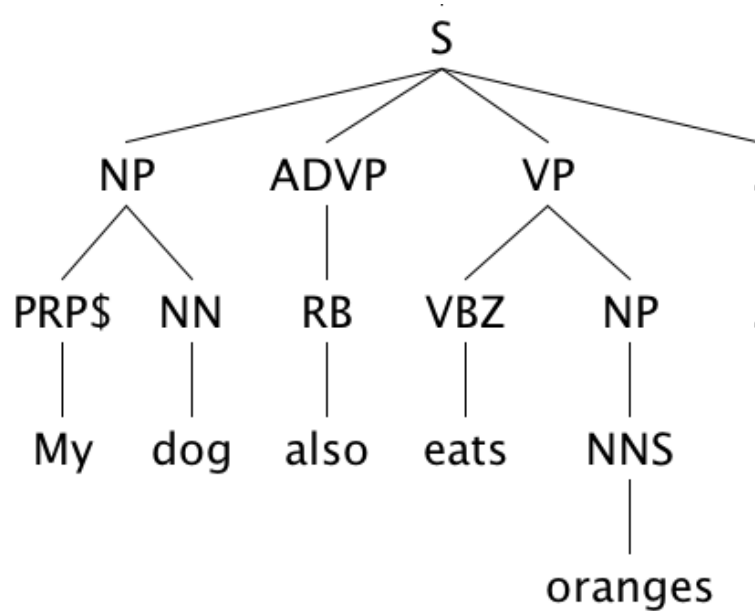 S
NP ADVP VP
PRP$ NN RB VBZ NP
My dog also eats NNS
oranges